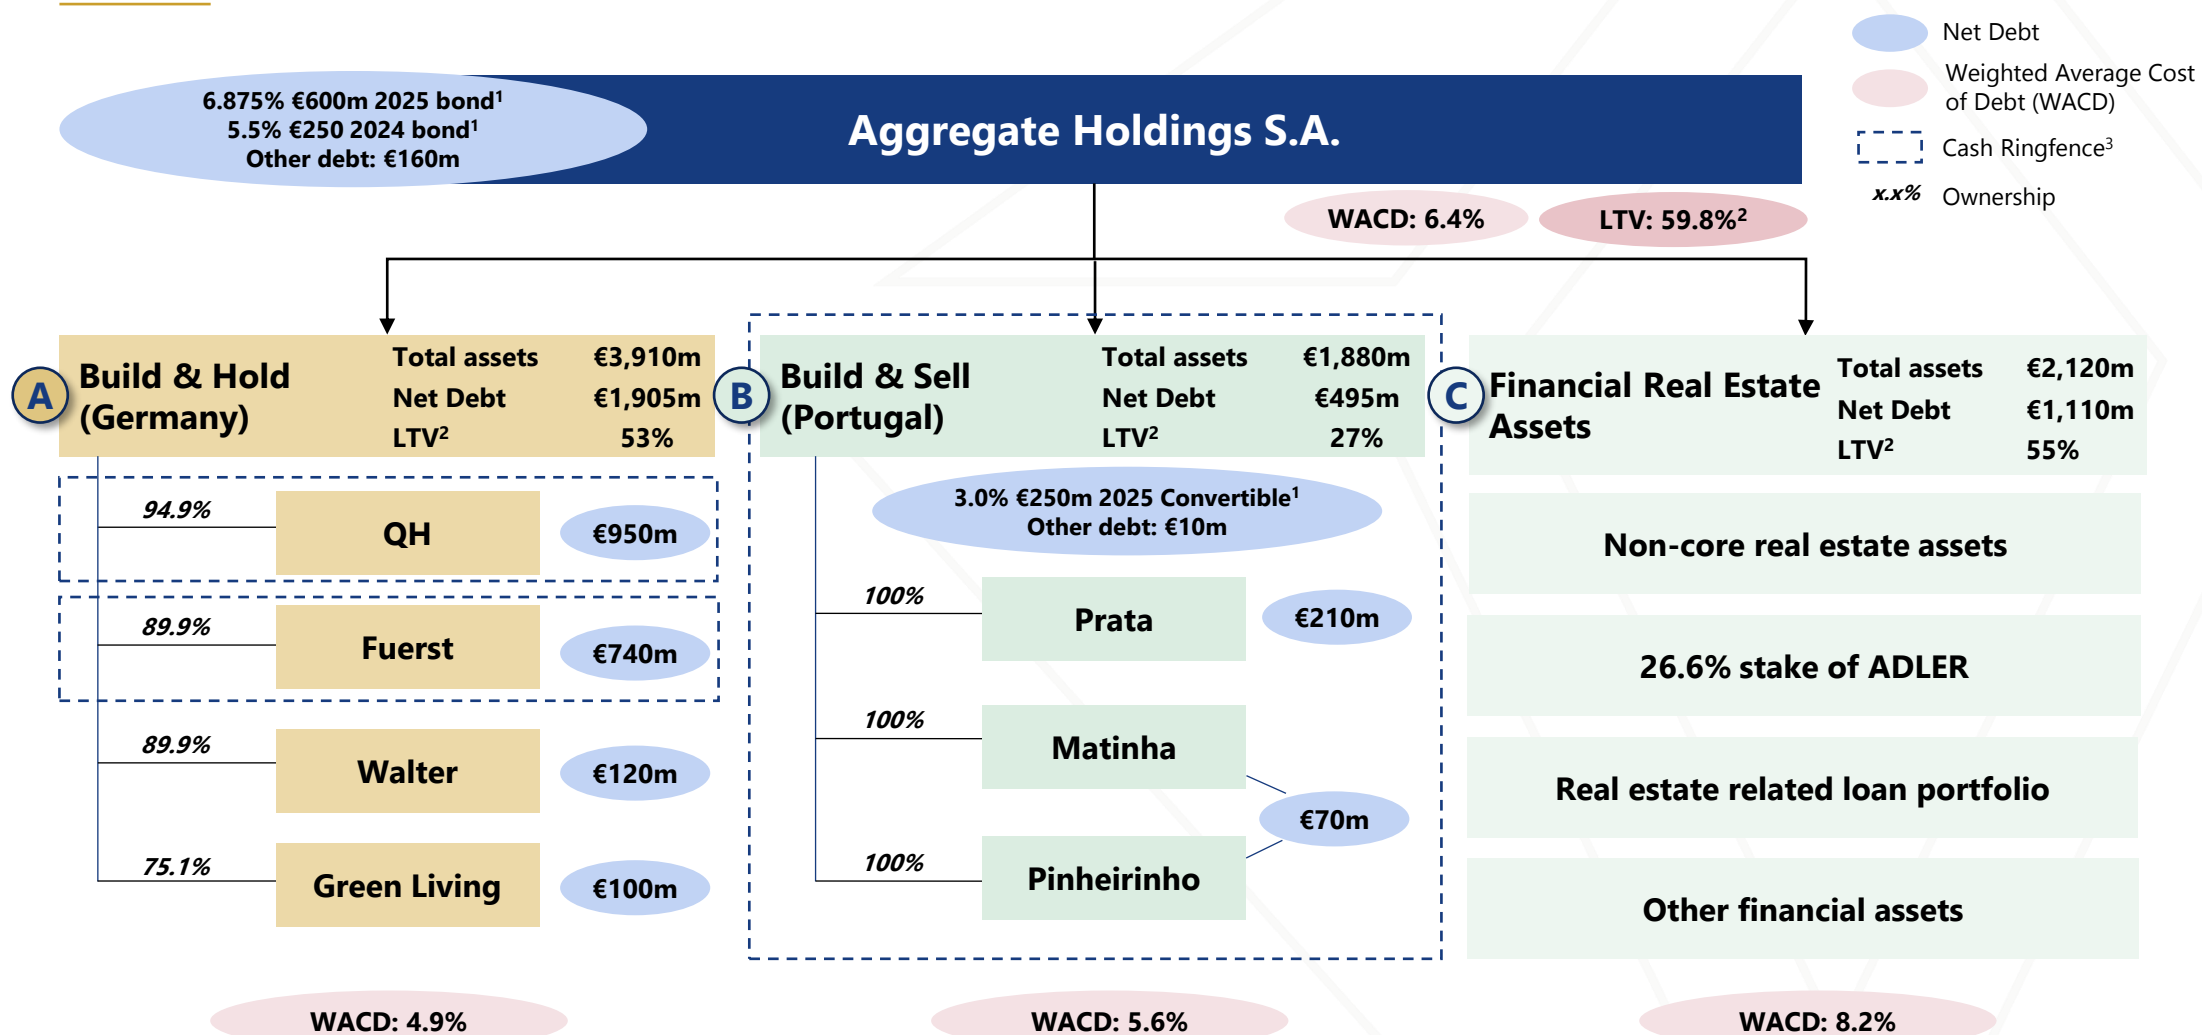 Net Debt
Weighted Average Cost
of Debt (WACD)
Cash Ringfence³
x.x% Ownership
6.875% €600m 2025 bond¹
5.5% €250 2024 bond¹
Other debt: €160m
Aggregate Holdings S.A.
WACD: 6.4%
LTV: 59.8%²
A
Build & Hold
(Germany)
Total assets €3,910m
Net Debt €1,905m
LTV² 53%
94.9%
QH
€950m
89.9%
Fuerst
€740m
89.9%
Walter
€120m
75.1%
Green Living
€100m
WACD: 4.9%
B
Build & Sell
(Portugal)
Total assets €1,880m
Net Debt €495m
LTV² 27%
3.0% €250m 2025 Convertible¹
Other debt: €10m
100%
Prata
€210m
100%
Matinha
€70m
100%
Pinheirinho
WACD: 5.6%
C
Financial Real Estate
Assets
Total assets €2,120m
Net Debt €1,110m
LTV² 55%
Non-core real estate assets
26.6% stake of ADLER
Real estate related loan portfolio
Other financial assets
WACD: 8.2%